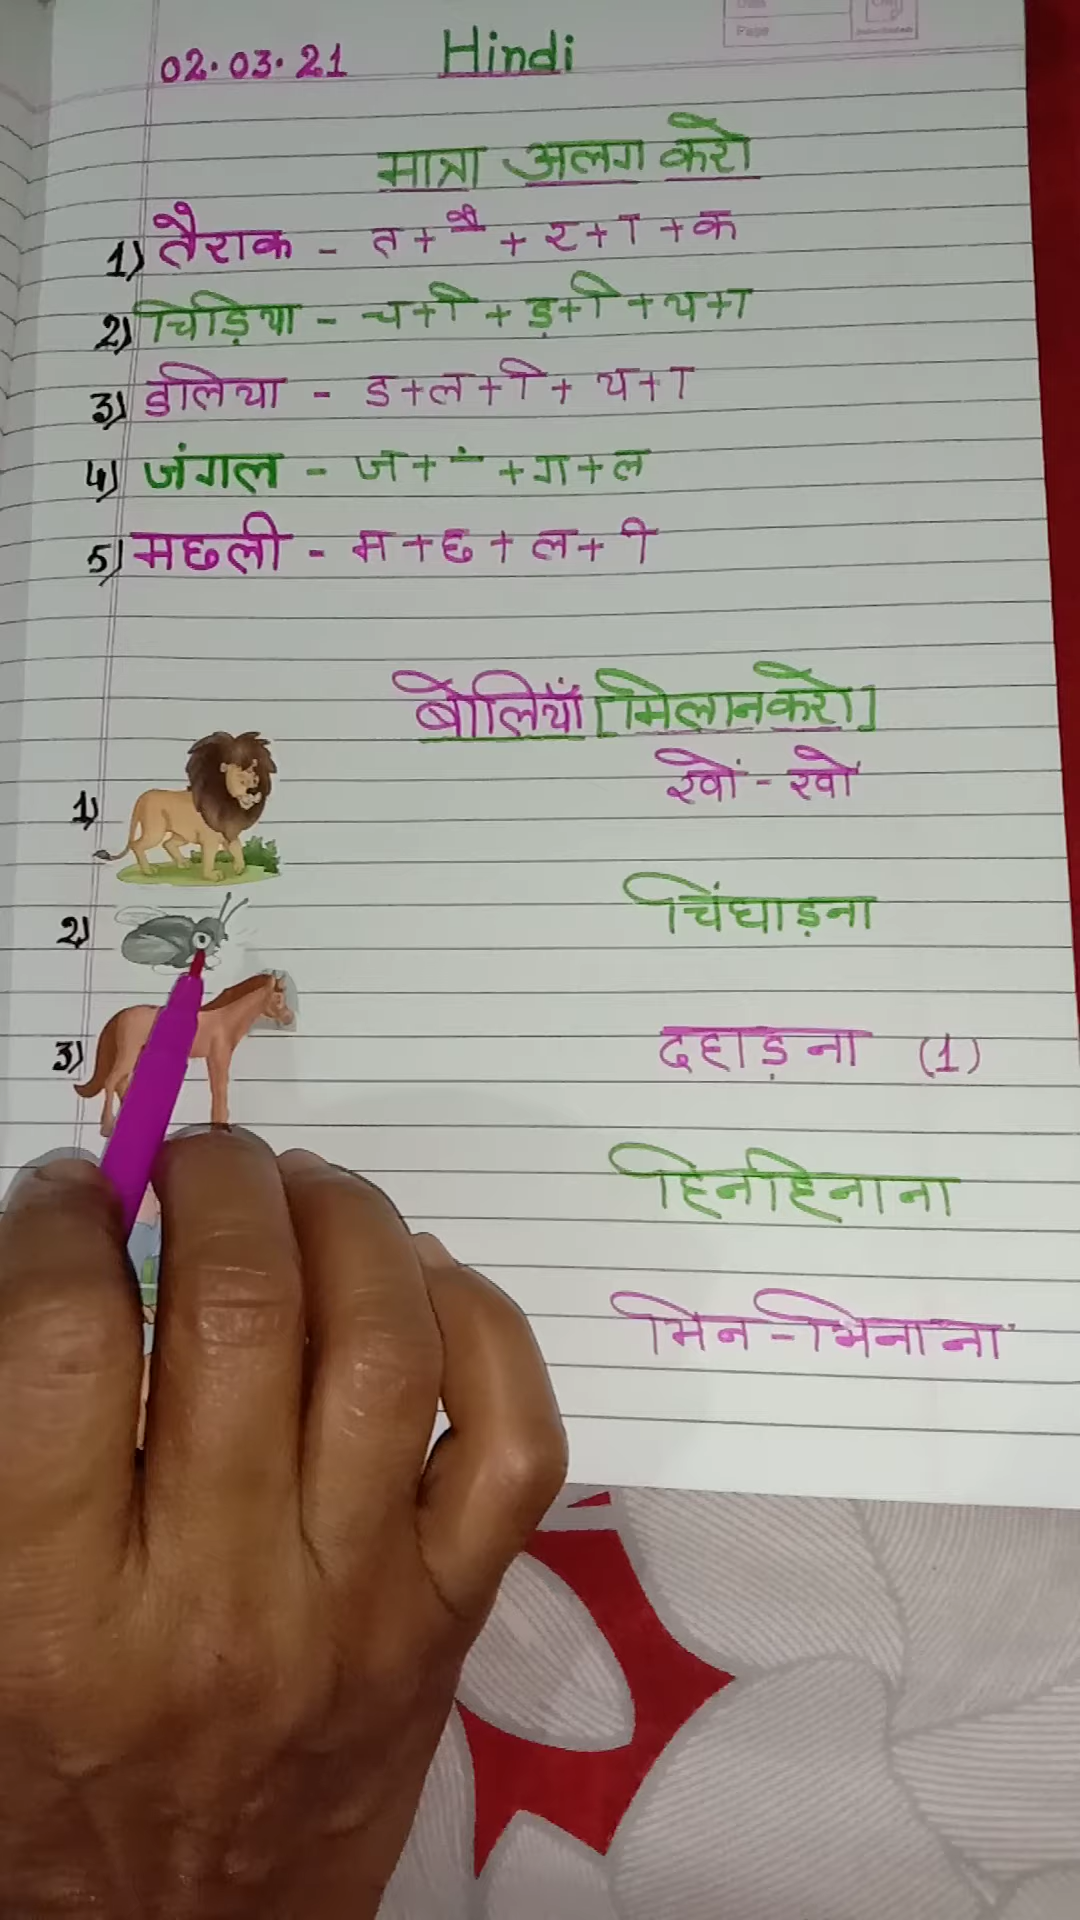 Page
02.03.21 Hindi
मात्रा अलग करो
1) तैराक - त + ै + र + ा + क
2) चिड़िया - च + ि + ड़ + ि + य + ा
3) डलिया - ड + ल + ि + य + ा
4) जंगल - ज + ं + ग + ल
5) मछली - म + छ + ल + ी
बोलियाँ [मिलान करो]
1) खों - खों
2) चिंघाड़ना
3) दहाड़ना (1)
हिनहिनाना
भिन - भिनाना